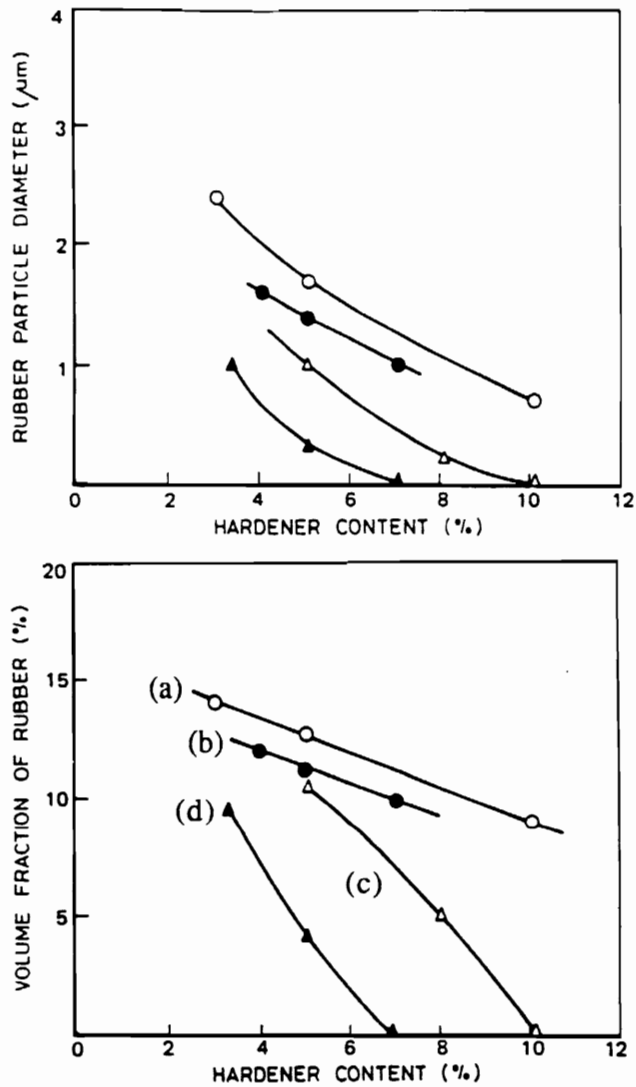 4
3
2
1
0
2
4
6
8
10
12
RUBBER PARTICLE DIAMETER (μm)
HARDENER CONTENT (%)
20
15
10
5
0
2
4
6
8
10
12
(a)
(b)
(d)
(c)
VOLUME FRACTION OF RUBBER (%)
HARDENER CONTENT (%)